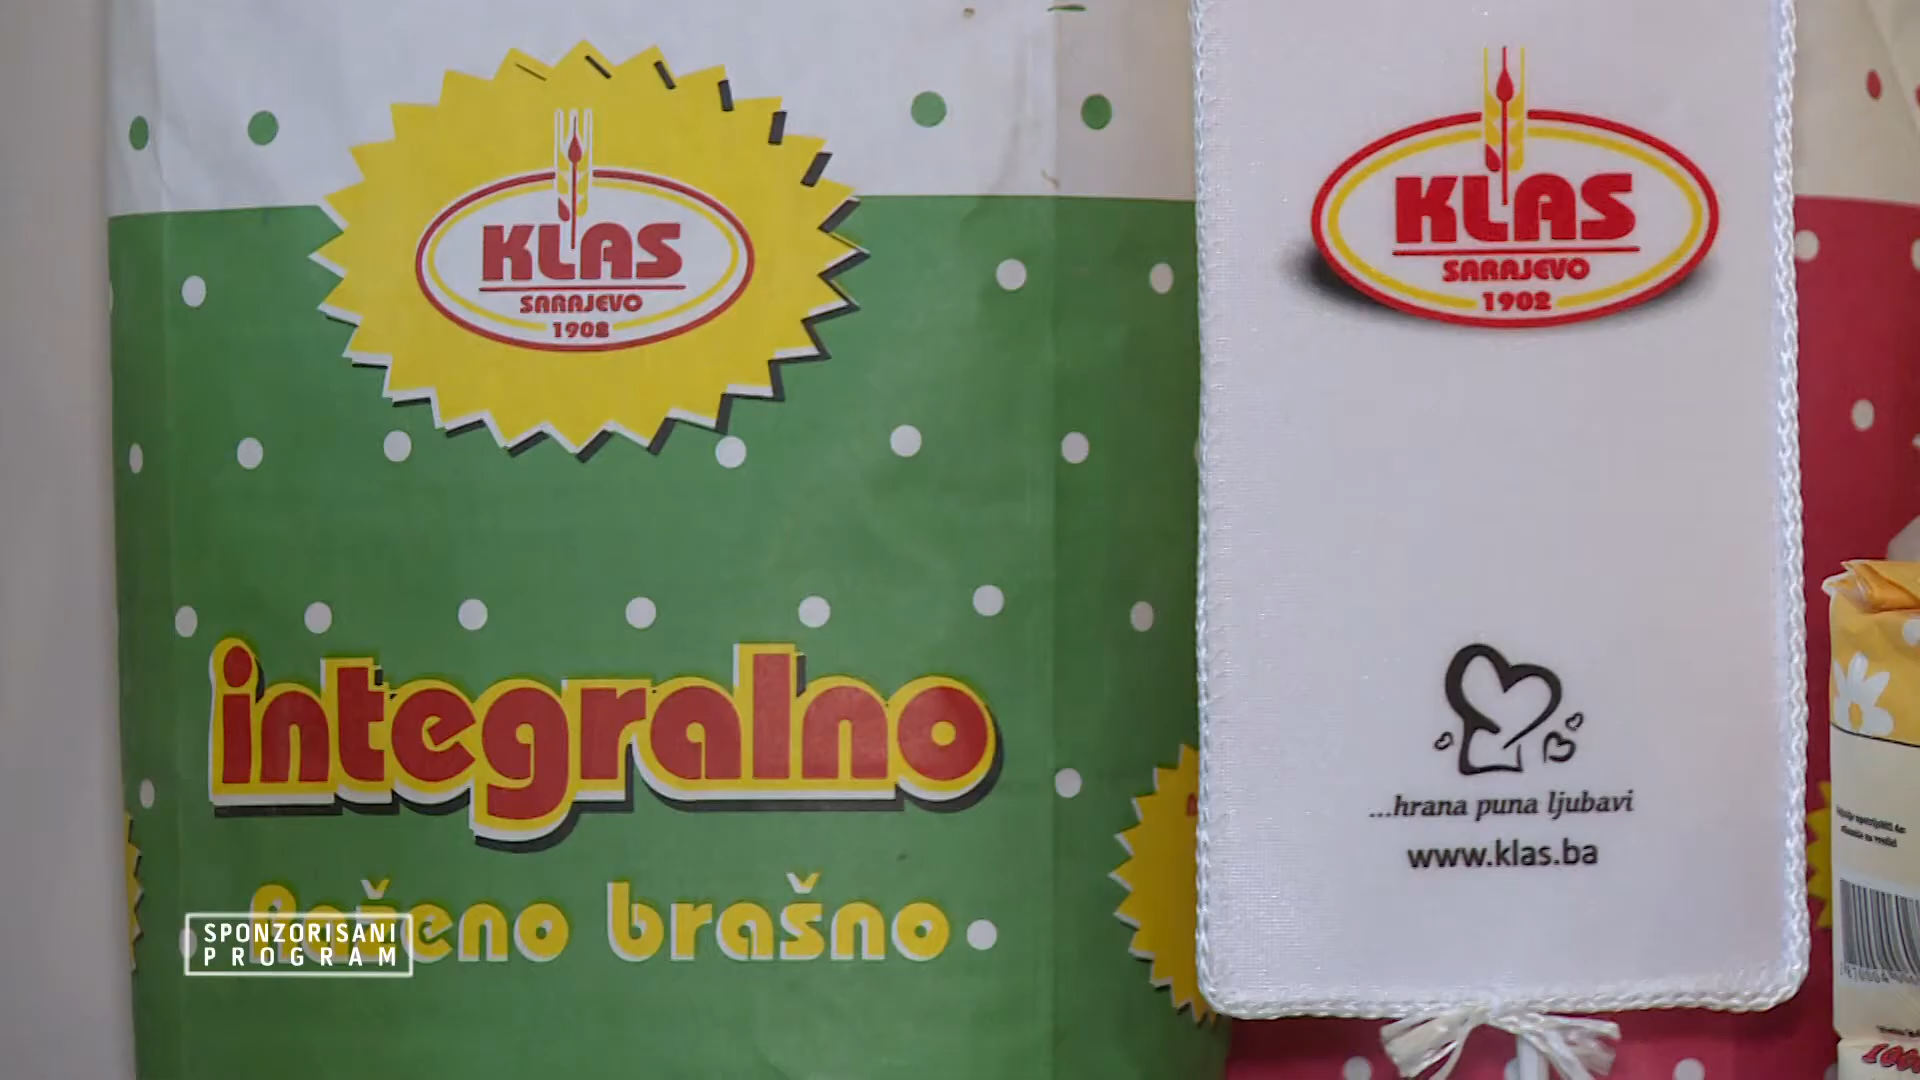 KLAS
SARAJEVO
1902
integralno
brašno
SPONZORISANI
PROGRAM
KLAS
SARAJEVO
1902
...hrana puna ljubavi
www.klas.ba